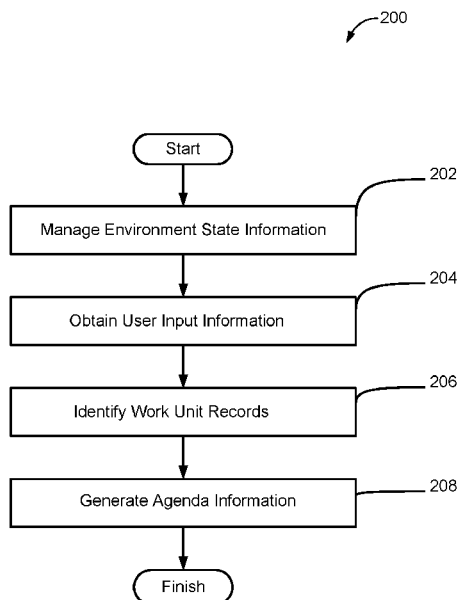 200
Start
202
Manage Environment State Information
204
Obtain User Input Information
206
Identify Work Unit Records
208
Generate Agenda Information
Finish